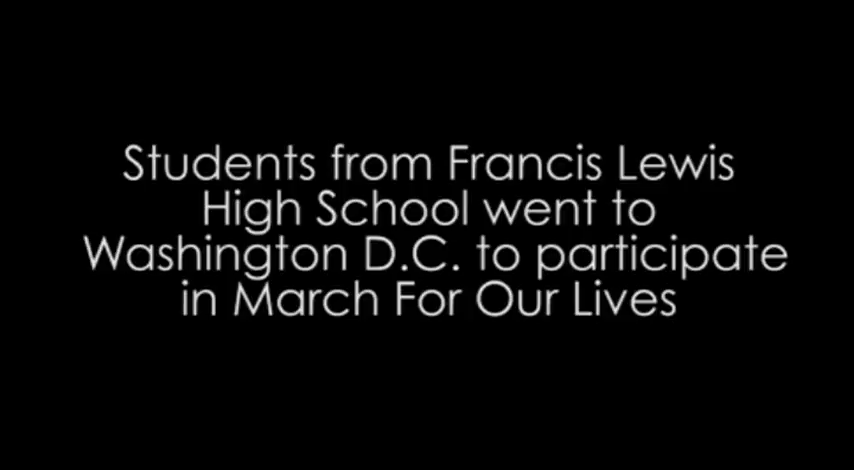 Students from Francis Lewis
High School went to
Washington D.C. to participate
in March For Our Lives